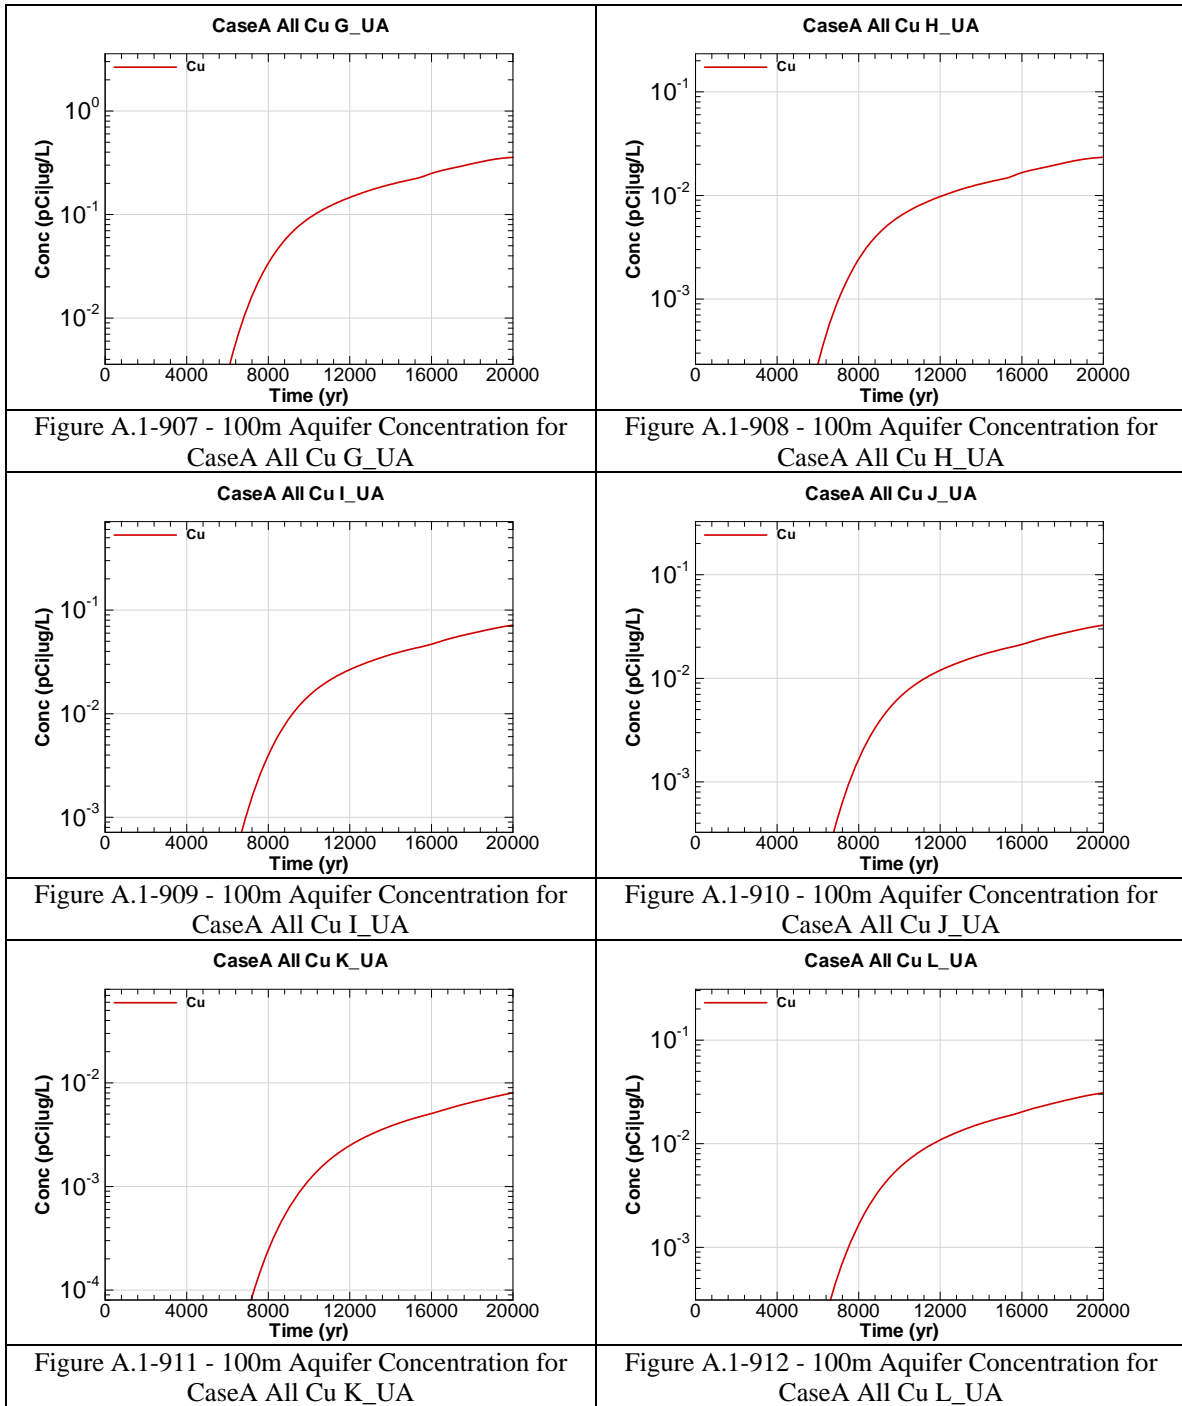 CaseA All Cu G_UA
Cu
10^0
10^-1
10^-2
Conc (pCi|ug/L)
0 4000 8000 12000 16000 20000
Time (yr)
Figure A.1-907 - 100m Aquifer Concentration for
CaseA All Cu G_UA
CaseA All Cu H_UA
Cu
10^-1
10^-2
10^-3
Conc (pCi|ug/L)
0 4000 8000 12000 16000 20000
Time (yr)
Figure A.1-908 - 100m Aquifer Concentration for
CaseA All Cu H_UA
CaseA All Cu I_UA
Cu
10^-1
10^-2
10^-3
Conc (pCi|ug/L)
0 4000 8000 12000 16000 20000
Time (yr)
Figure A.1-909 - 100m Aquifer Concentration for
CaseA All Cu I_UA
CaseA All Cu J_UA
Cu
10^-1
10^-2
10^-3
Conc (pCi|ug/L)
0 4000 8000 12000 16000 20000
Time (yr)
Figure A.1-910 - 100m Aquifer Concentration for
CaseA All Cu J_UA
CaseA All Cu K_UA
Cu
10^-2
10^-3
10^-4
Conc (pCi|ug/L)
0 4000 8000 12000 16000 20000
Time (yr)
Figure A.1-911 - 100m Aquifer Concentration for
CaseA All Cu K_UA
CaseA All Cu L_UA
Cu
10^-1
10^-2
10^-3
Conc (pCi|ug/L)
0 4000 8000 12000 16000 20000
Time (yr)
Figure A.1-912 - 100m Aquifer Concentration for
CaseA All Cu L_UA